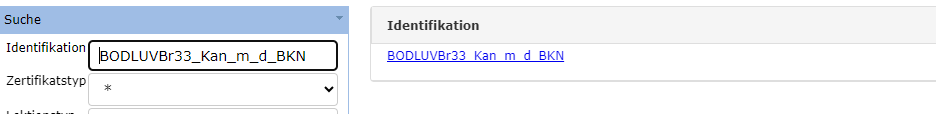 Suche
Identifikation
BODLUVBr33_Kan_m_d_BKN
Zertifikatstyp
*
Identifikation
BODLUVBr33_Kan_m_d_BKN